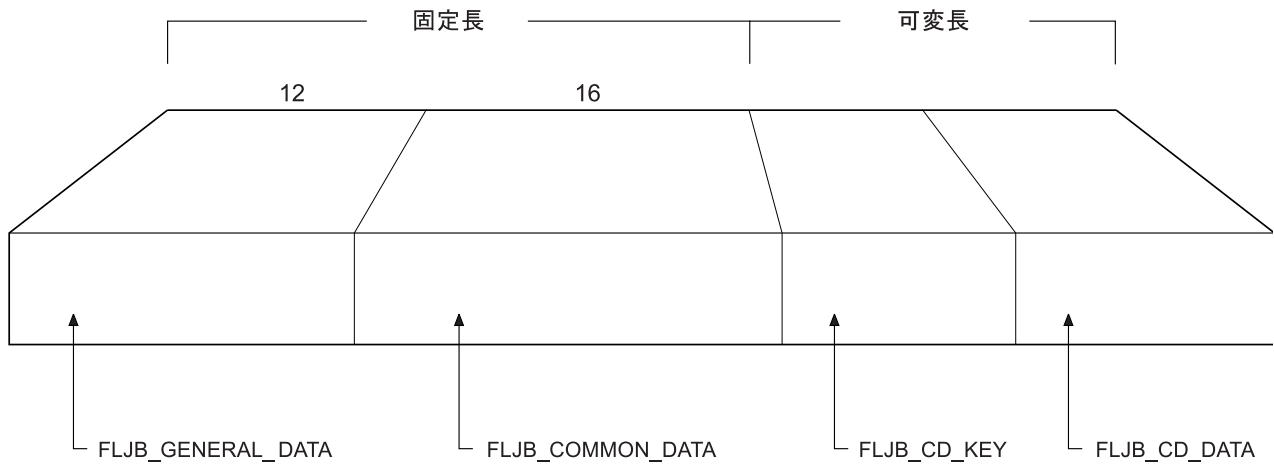 固定長 可変長
12 16
FLJB_GENERAL_DATA FLJB_COMMON_DATA FLJB_CD_KEY FLJB_CD_DATA